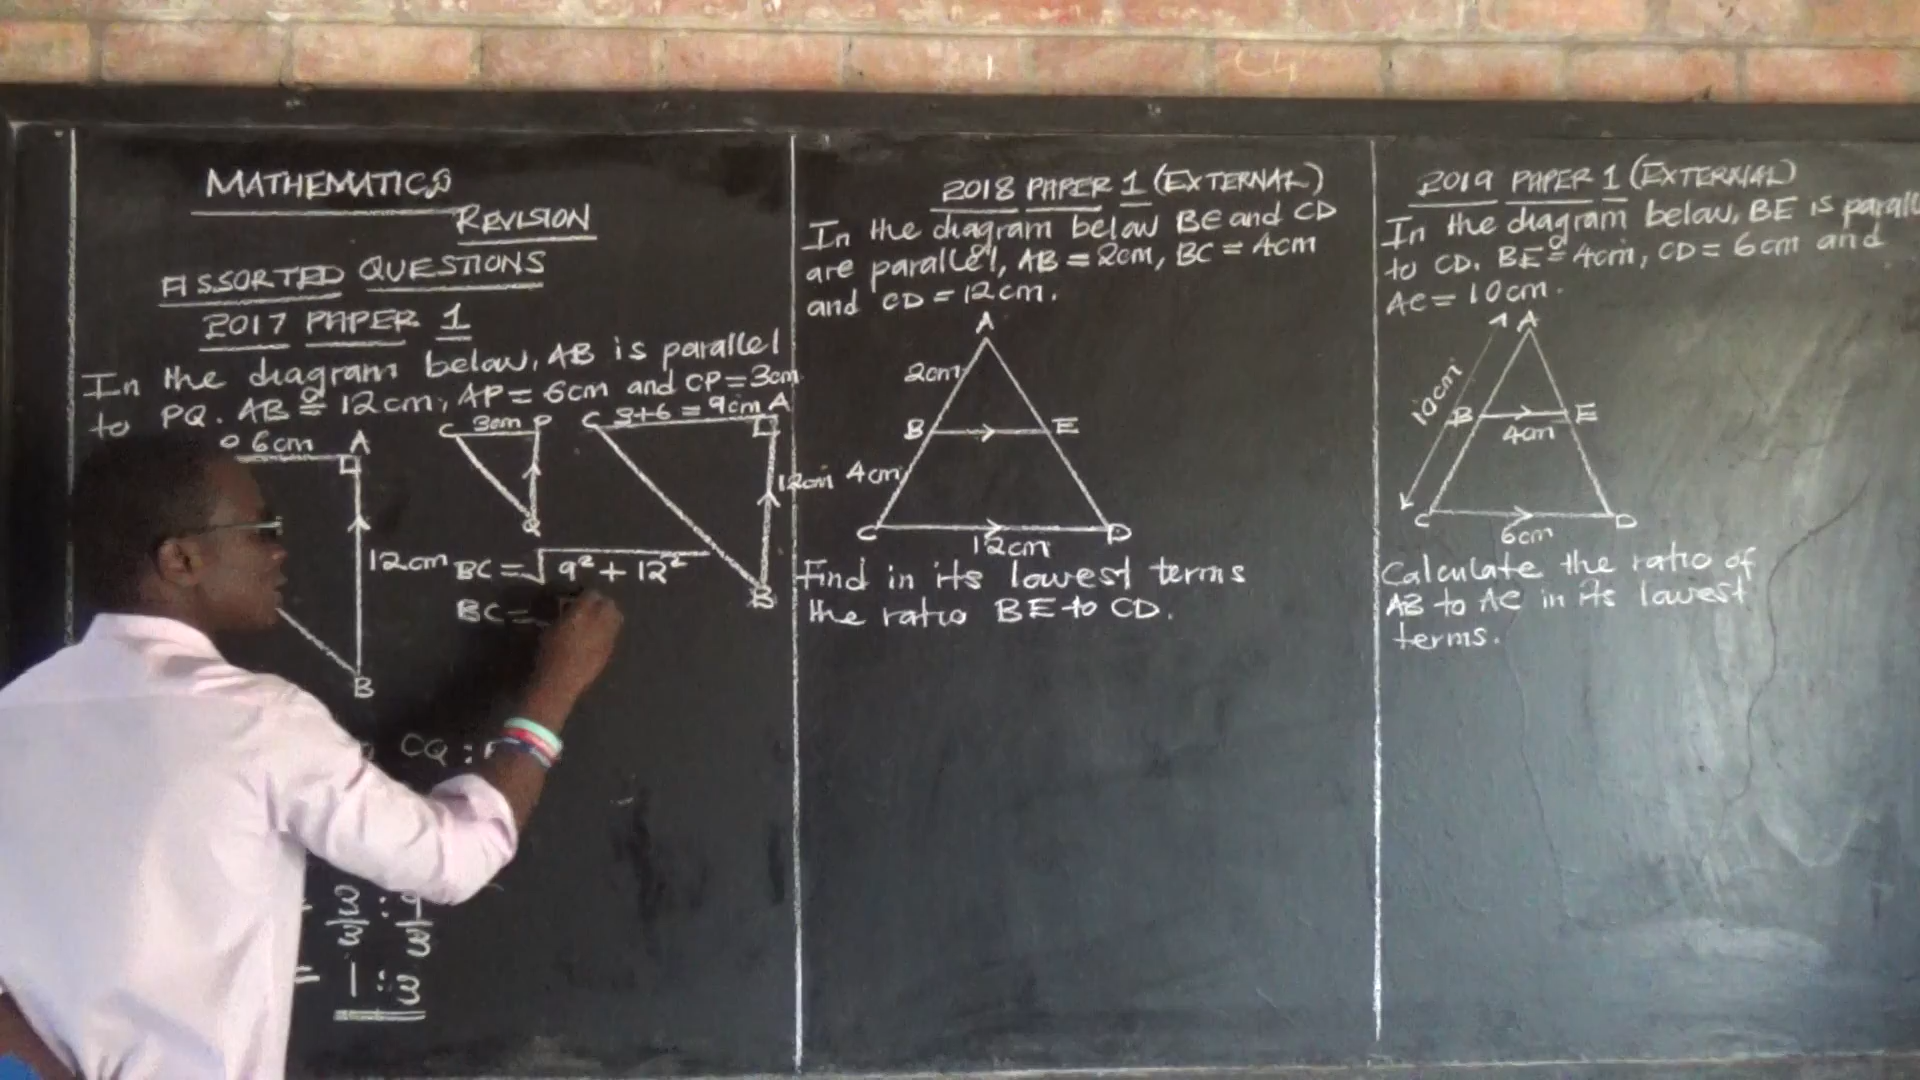 MATHEMATICS
REVISION
ASSORTED QUESTIONS
2017 PAPER 1
In the diagram below, AB is parallel
to PQ. AB = 12cm, AP = 6cm and CP = 3cm
6cm A
12cm
B
C 3cm P
Q
C 3+6 = 9cm A
12cm
B
BC = √9² + 12²
BC =
CQ :
= 3/3 : 9/3
= 1 : 3
2018 PAPER 1 (EXTERNAL)
In the diagram below BE and CD
are parallel, AB = 2cm, BC = 4cm
and CD = 12cm.
A
2cm
B E
4cm
C D
12cm
Find in its lowest terms
the ratio BE to CD.
2019 PAPER 1 (EXTERNAL)
In the diagram below, BE is parall
to CD. BE = 4cm, CD = 6cm and
AC = 10cm.
A
10cm
B E
4cm
C D
6cm
Calculate the ratio of
AB to AC in its lowest
terms.